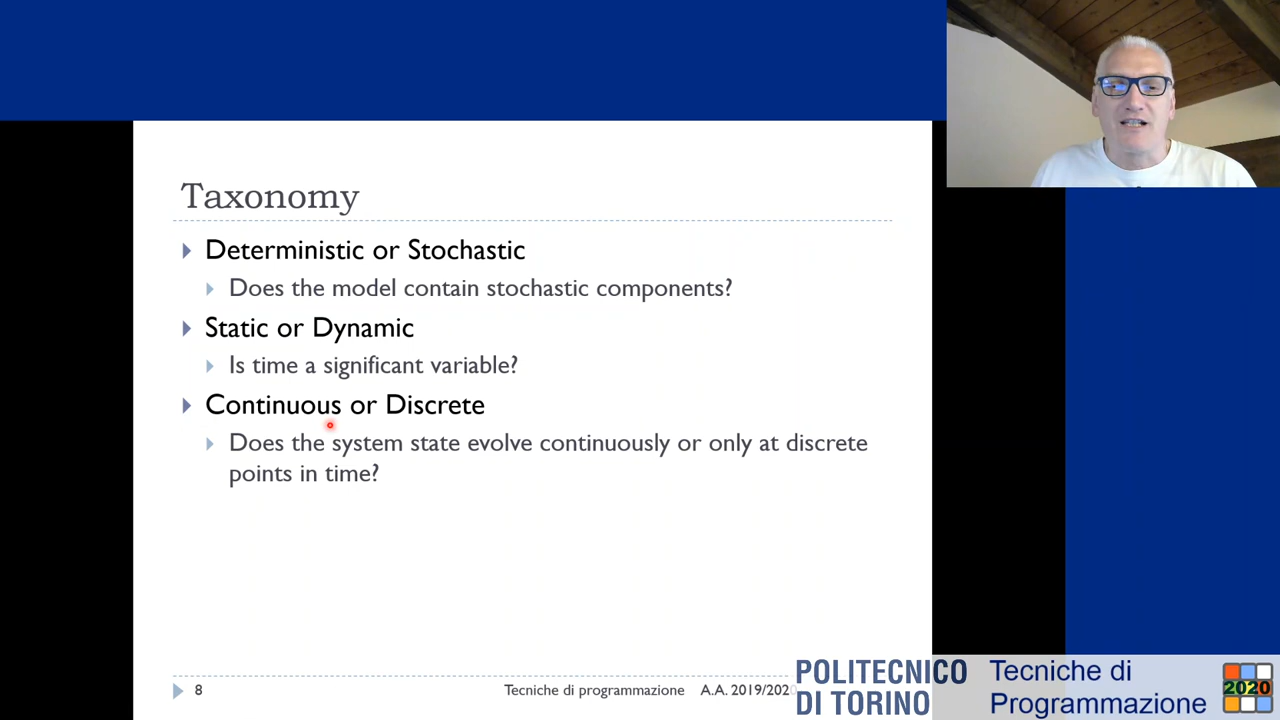 Taxonomy
Deterministic or Stochastic
Does the model contain stochastic components?
Static or Dynamic
Is time a significant variable?
Continuous or Discrete
Does the system state evolve continuously or only at discrete
points in time?
8
Tecniche di programmazione A.A. 2019/2020
POLITECNICO
DI TORINO
Tecniche di
Programmazione
2020